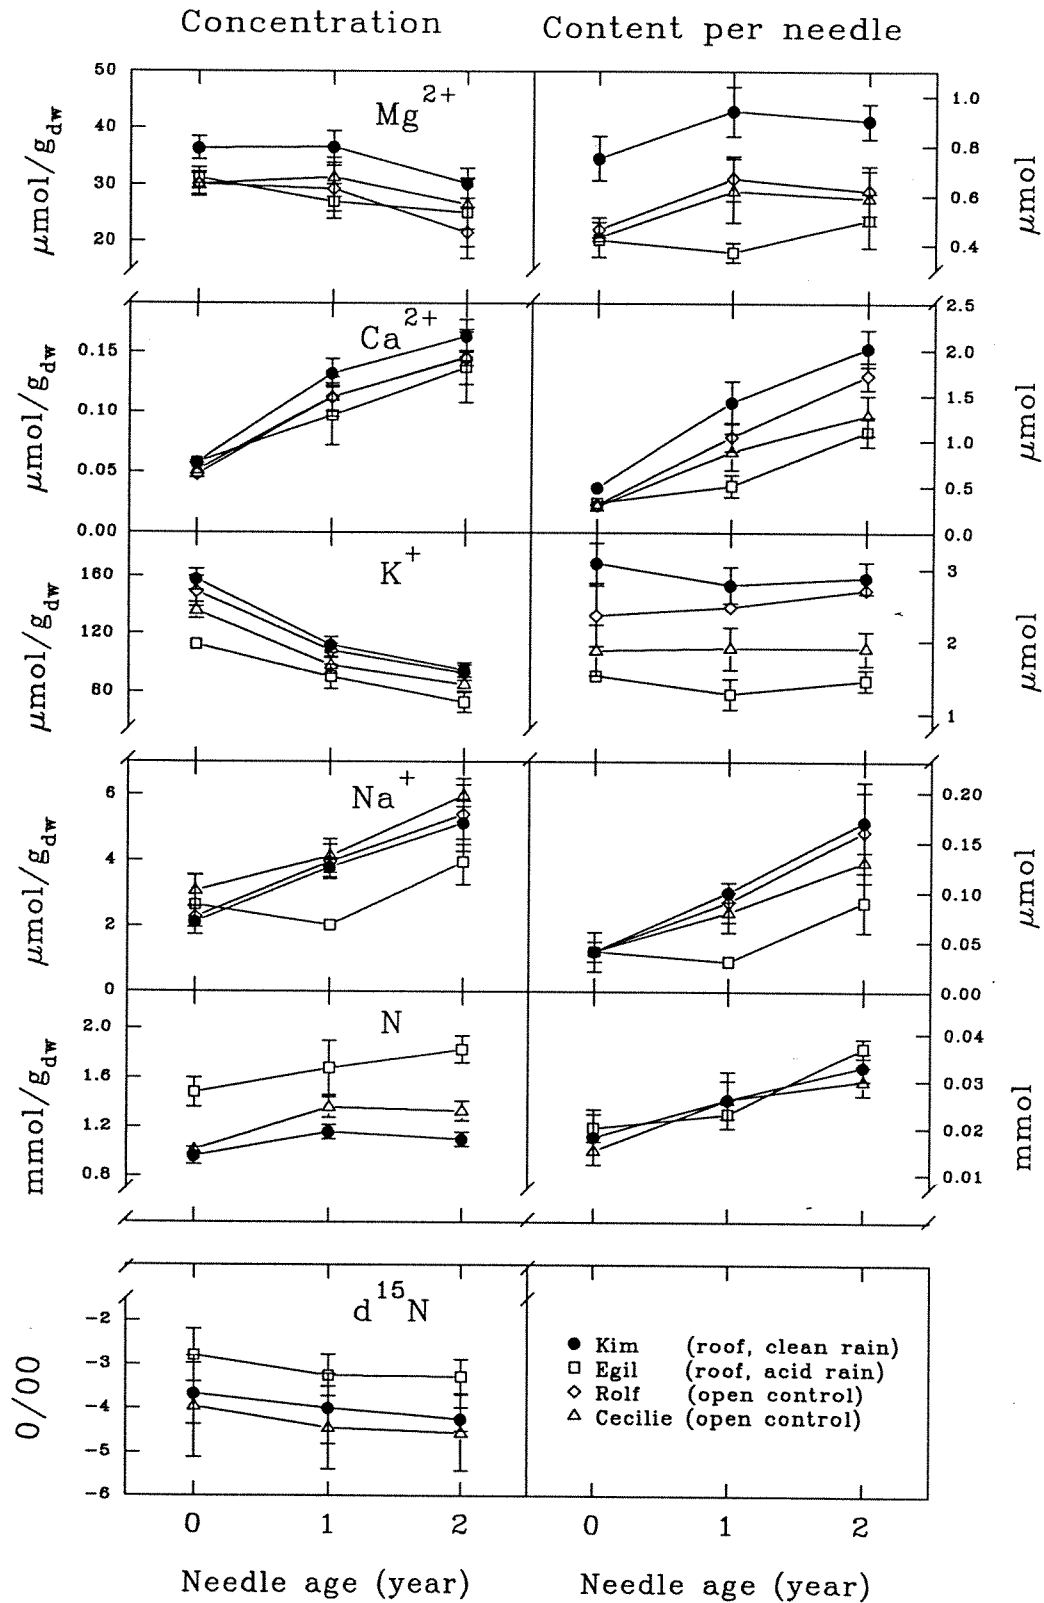 Concentration Content per needle
Mg2+
50
40
30
20
μmol/gdw
1.0
0.8
0.6
0.4
μmol
Ca2+
0.15
0.10
0.05
0.00
μmol/gdw
2.5
2.0
1.5
1.0
0.5
0.0
μmol
K+
160
120
80
μmol/gdw
3
2
1
μmol
Na+
6
4
2
0
μmol/gdw
0.20
0.15
0.10
0.05
0.00
μmol
N
2.0
1.6
1.2
0.8
mmol/gdw
0.04
0.03
0.02
0.01
mmol
d15N
-2
-3
-4
-5
-6
0/00
Kim (roof, clean rain)
Egil (roof, acid rain)
Rolf (open control)
Cecilie (open control)
0 1 2 0 1 2
Needle age (year) Needle age (year)